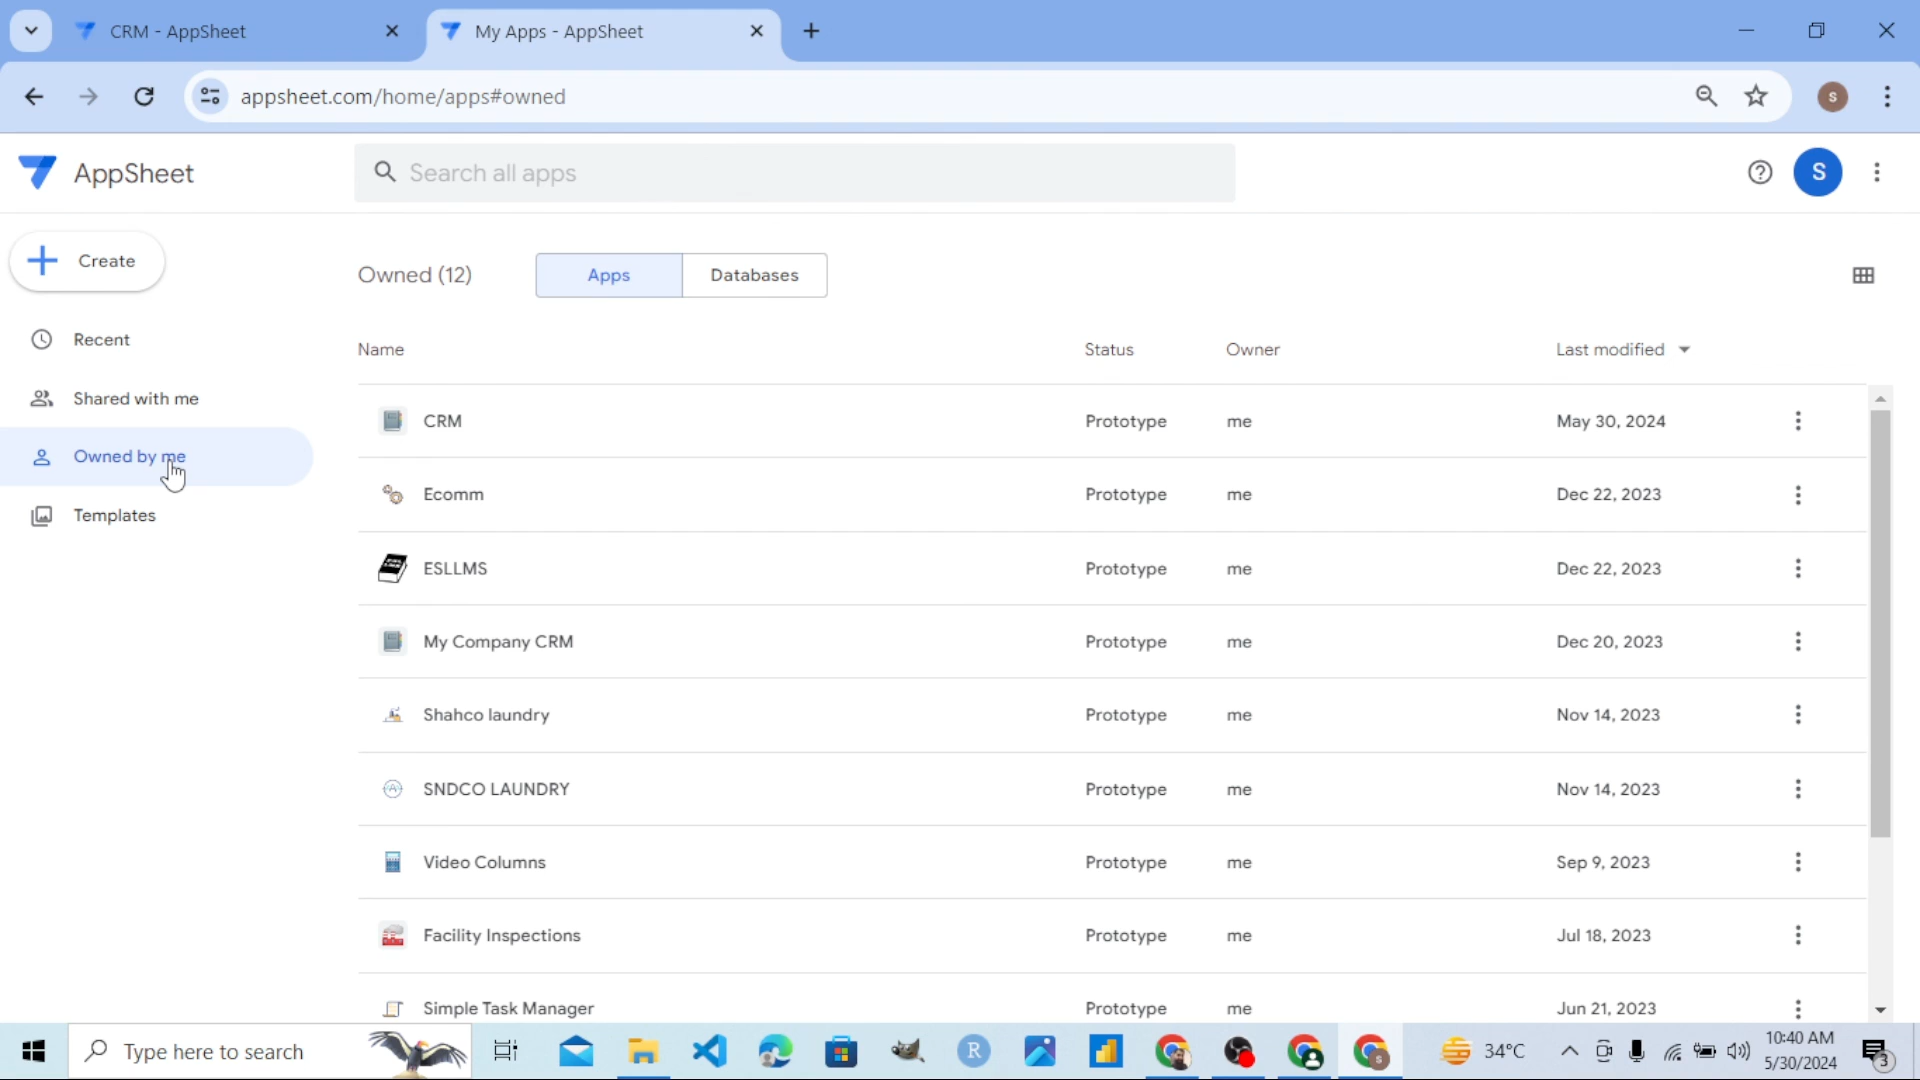 CRM - AppSheet
My Apps - AppSheet
appsheet.com/home/apps#owned
S
AppSheet
Search all apps
S
Create
Owned (12)
Apps
Databases
Recent
Shared with me
Owned by me
Templates
Name Status Owner Last modified
CRM Prototype me May 30, 2024
Ecomm Prototype me Dec 22, 2023
ESLLMS Prototype me Dec 22, 2023
My Company CRM Prototype me Dec 20, 2023
Shahco laundry Prototype me Nov 14, 2023
SNDCO LAUNDRY Prototype me Nov 14, 2023
Video Columns Prototype me Sep 9, 2023
Facility Inspections Prototype me Jul 18, 2023
Simple Task Manager Prototype me Jun 21, 2023
Type here to search
R
S
34°C
10:40 AM
5/30/2024
3